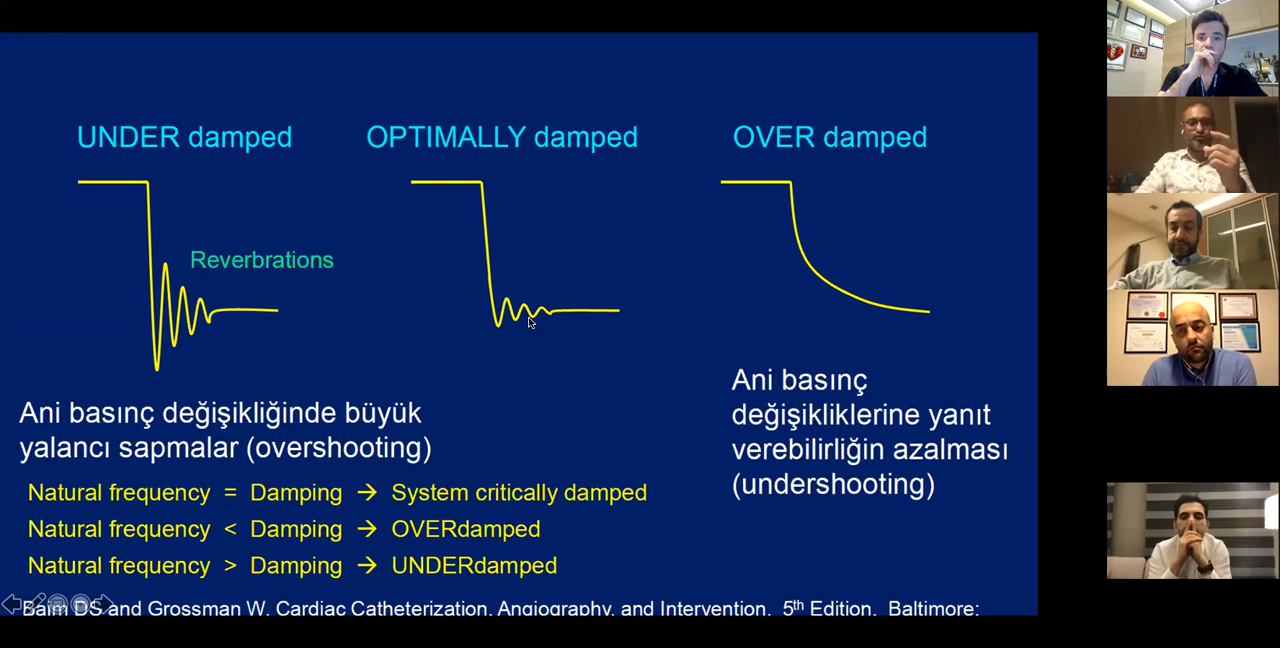 UNDER damped
OPTIMALLY damped
OVER damped
Reverbrations
Ani basınç değişikliğinde büyük
yalancı sapmalar (overshooting)
Ani basınç
değişikliklerine yanıt
verebilirliğin azalması
(undershooting)
Natural frequency = Damping → System critically damped
Natural frequency < Damping → OVERdamped
Natural frequency > Damping → UNDERdamped
Baim DS and Grossman W. Cardiac Catheterization, Angiography, and Intervention. 5th Edition. Baltimore: